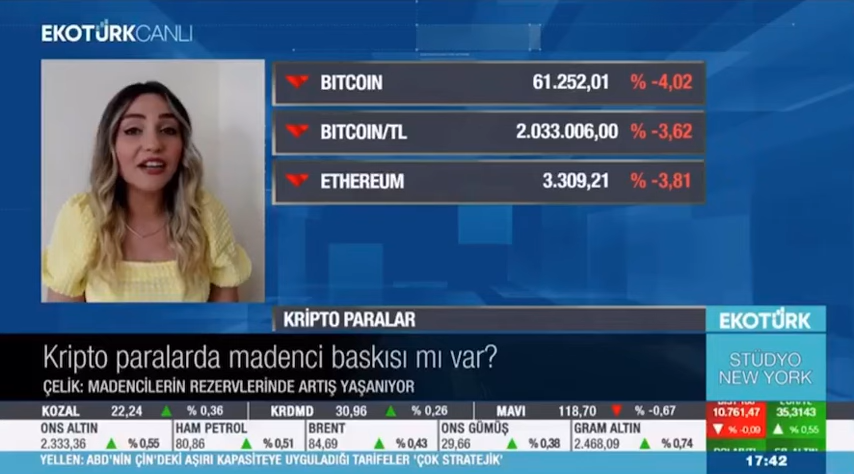 EKOTÜRK CANLI
BITCOIN 61.252,01 % -4,02
BITCOIN/TL 2.033.006,00 % -3,62
ETHEREUM 3.309,21 % -3,81
KRİPTO PARALAR
EKOTÜRK
Kripto paralarda madenci baskısı mı var?
ÇELİK: MADENCİLERİN REZERVLERİNDE ARTIŞ YAŞANIYOR
STÜDYO
NEW YORK
KOZAL 22,24 % 0,36 KRDMD 30,96 % 0,26 MAVI 118,70 % -0,67
10.761,47 35,3143
% -0,09 % 0,55
ONS ALTIN HAM PETROL BRENT ONS GÜMÜŞ GRAM ALTIN
2.333,36 % 0,55 80,86 % 0,51 84,69 % 0,43 29,66 % 0,38 2.468,09 % 0,74
YELLEN: ABD'NİN ÇİN'DEKİ AŞIRI KAPASİTEYE UYGULADIĞI TARİFELER 'ÇOK STRATEJİK'
17:42